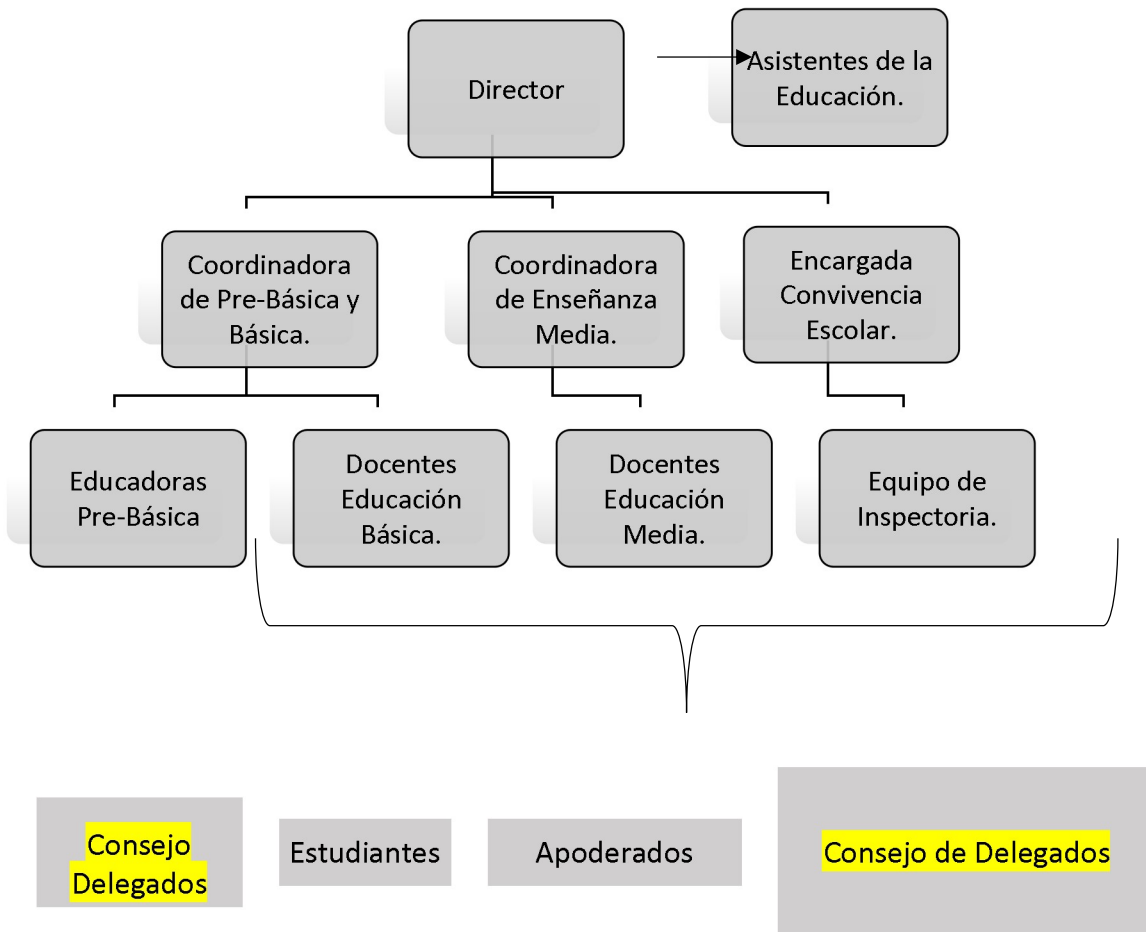 Director
Asistentes de la
Educación.
Coordinadora
de Pre-Básica y
Básica.
Coordinadora
de Enseñanza
Media.
Encargada
Convivencia
Escolar.
Educadoras
Pre-Básica
Docentes
Educación
Básica.
Docentes
Educación
Media.
Equipo de
Inspectoria.
Consejo
Delegados
Estudiantes
Apoderados
Consejo de Delegados